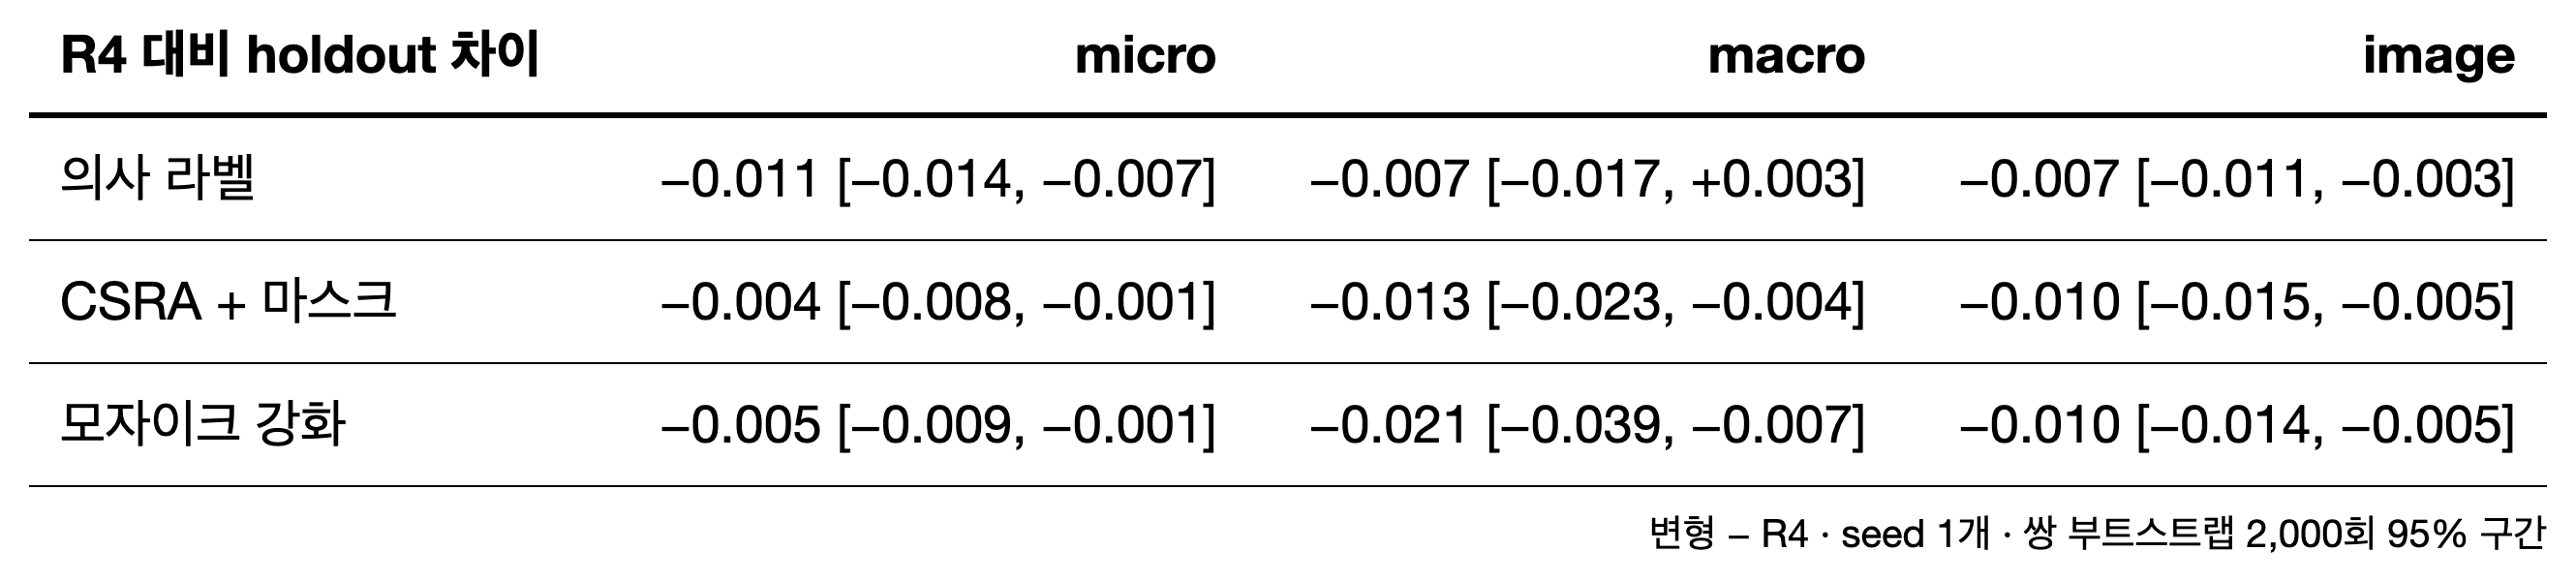 R4 대비 holdout 차이 micro macro image
의사 라벨 −0.011 [−0.014, −0.007] −0.007 [−0.017, +0.003] −0.007 [−0.011, −0.003]
CSRA + 마스크 −0.004 [−0.008, −0.001] −0.013 [−0.023, −0.004] −0.010 [−0.015, −0.005]
모자이크 강화 −0.005 [−0.009, −0.001] −0.021 [−0.039, −0.007] −0.010 [−0.014, −0.005]
변형 − R4 · seed 1개 · 쌍 부트스트랩 2,000회 95% 구간